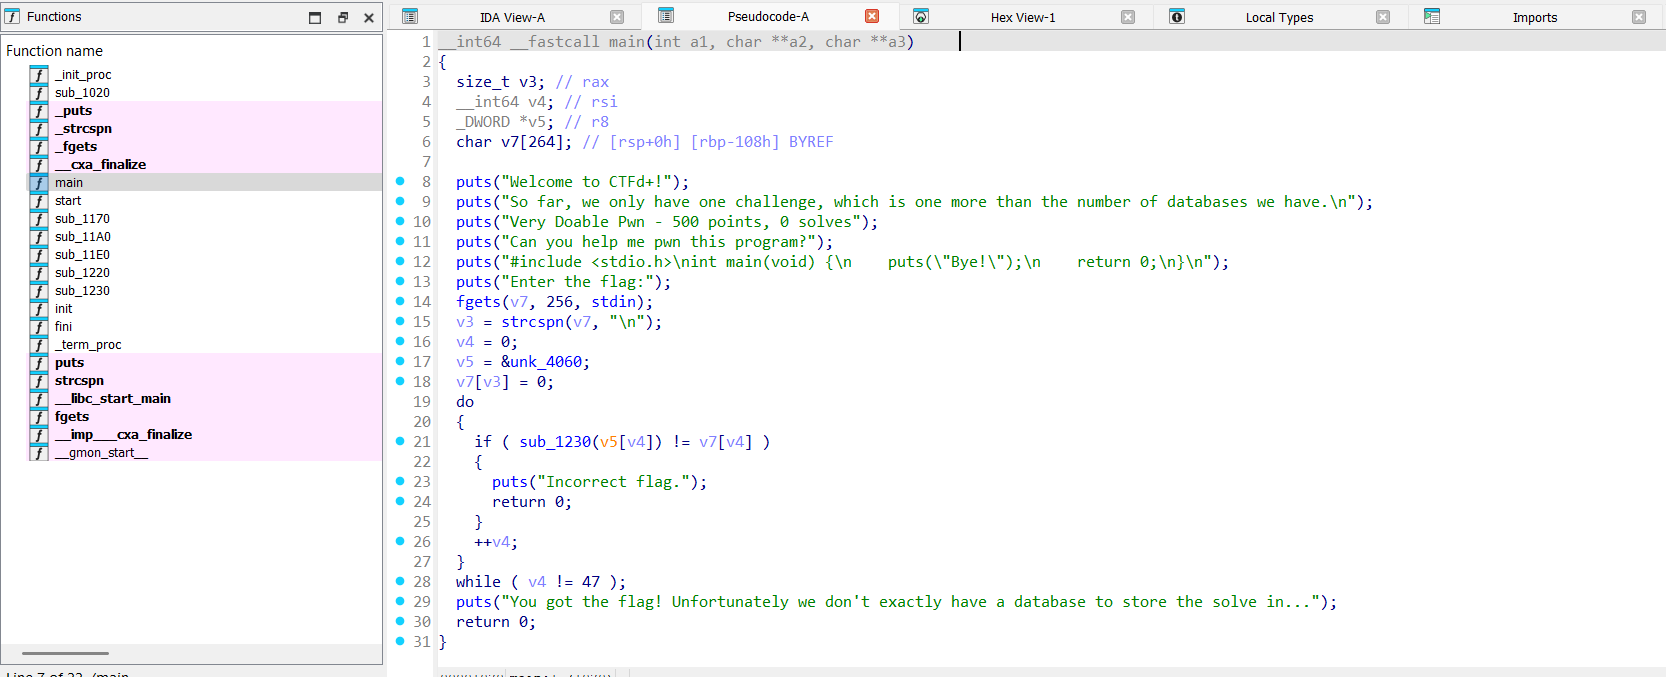 Functions
Function name
_init_proc
sub_1020
_puts
_strcspn
_fgets
__cxa_finalize
main
start
sub_1170
sub_11A0
sub_11E0
sub_1220
sub_1230
init
fini
_term_proc
puts
strcspn
__libc_start_main
fgets
__imp___cxa_finalize
__gmon_start__
Line 7 of 22, /main
IDA View-A
Pseudocode-A
Hex View-1
Local Types
Imports
1 __int64 __fastcall main(int a1, char **a2, char **a3)
2 {
3   size_t v3; // rax
4   __int64 v4; // rsi
5   _DWORD *v5; // r8
6   char v7[264]; // [rsp+0h] [rbp-108h] BYREF
7
8   puts("Welcome to CTFd+!");
9   puts("So far, we only have one challenge, which is one more than the number of databases we have.\n");
10   puts("Very Doable Pwn - 500 points, 0 solves");
11   puts("Can you help me pwn this program?");
12   puts("#include <stdio.h>\nint main(void) {\n    puts(\"Bye!\");\n    return 0;\n}\n");
13   puts("Enter the flag:");
14   fgets(v7, 256, stdin);
15   v3 = strcspn(v7, "\n");
16   v4 = 0;
17   v5 = &unk_4060;
18   v7[v3] = 0;
19   do
20   {
21     if ( sub_1230(v5[v4]) != v7[v4] )
22     {
23       puts("Incorrect flag.");
24       return 0;
25     }
26     ++v4;
27   }
28   while ( v4 != 47 );
29   puts("You got the flag! Unfortunately we don't exactly have a database to store the solve in...");
30   return 0;
31 }